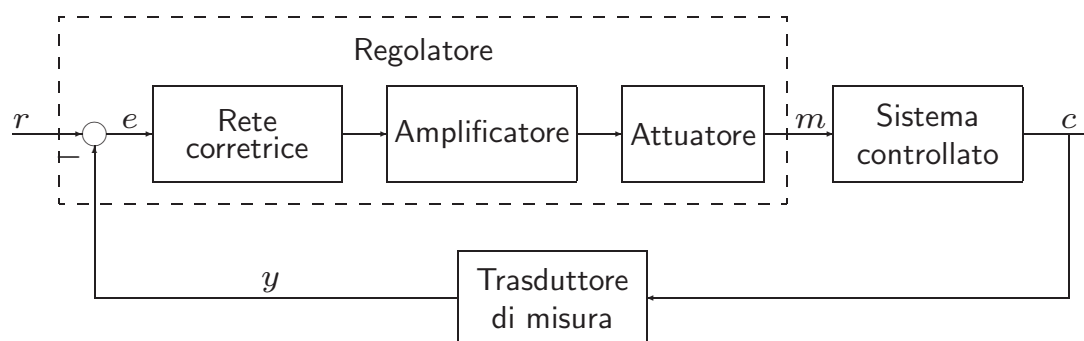 Regolatore
r
e
Rete
corretrice
Amplificatore
Attuatore
m
Sistema
controllato
c
–
y
Trasduttore
di misura